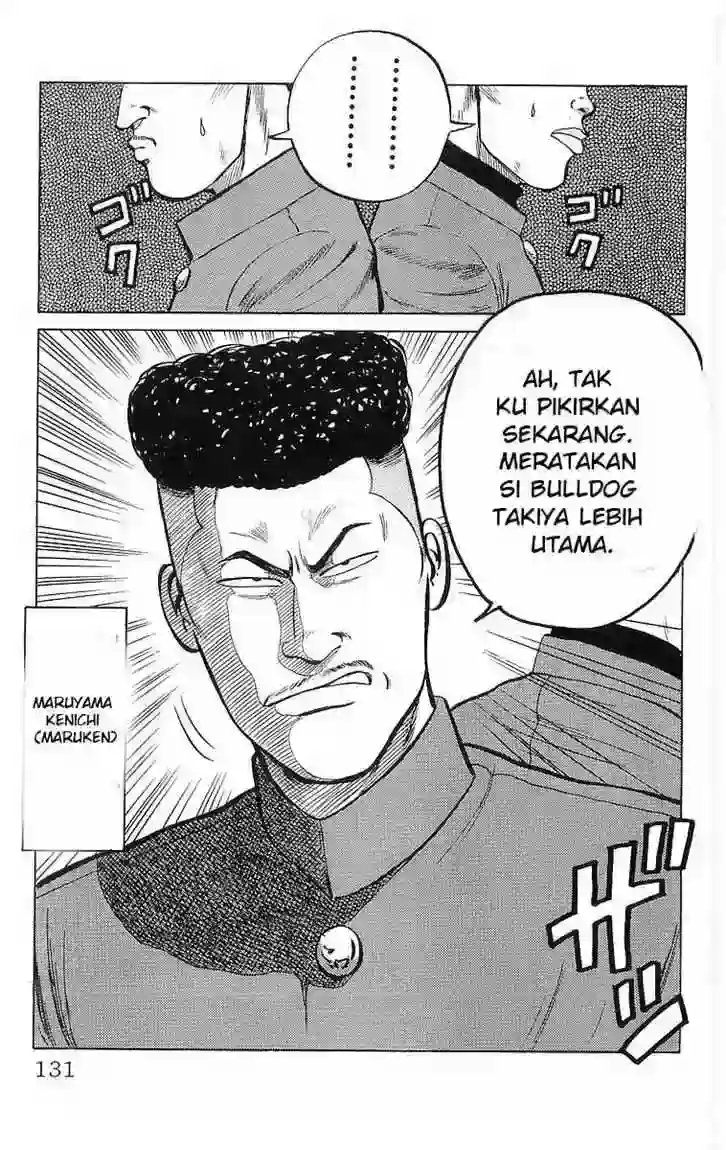 ゴク
ゴク
AH, TAK
KU PIKIRKAN
SEKARANG.
MERATAKAN
SI BULLDOG
TAKIYA LEBIH
UTAMA.
MARUYAMA
KENICHI
(MARUKEN)
ザッ
131